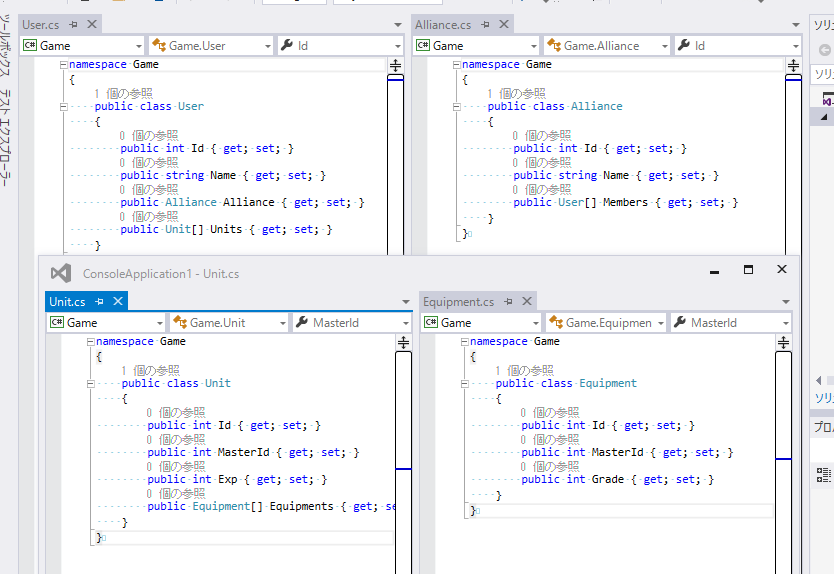 User.cs
Game
Game.User
Id
namespace Game
{
1 個の参照
public class User
{
0 個の参照
public int Id { get; set; }
0 個の参照
public string Name { get; set; }
0 個の参照
public Alliance Alliance { get; set; }
0 個の参照
public Unit[] Units { get; set; }
}
Alliance.cs
Game
Game.Alliance
Id
namespace Game
{
1 個の参照
public class Alliance
{
0 個の参照
public int Id { get; set; }
0 個の参照
public string Name { get; set; }
0 個の参照
public User[] Members { get; set; }
}
}
ConsoleApplication1 - Unit.cs
Unit.cs
Game
Game.Unit
MasterId
namespace Game
{
1 個の参照
public class Unit
{
0 個の参照
public int Id { get; set; }
0 個の参照
public int MasterId { get; set; }
0 個の参照
public int Exp { get; set; }
0 個の参照
public Equipment[] Equipments { get; se
}
}
Equipment.cs
Game
Game.Equipmen
MasterId
namespace Game
{
1 個の参照
public class Equipment
{
0 個の参照
public int Id { get; set; }
0 個の参照
public int MasterId { get; set; }
0 個の参照
public int Grade { get; set; }
}
}
ツールボックス
テスト エクスプローラー
ソリ
ソリ
ソリ
プロ